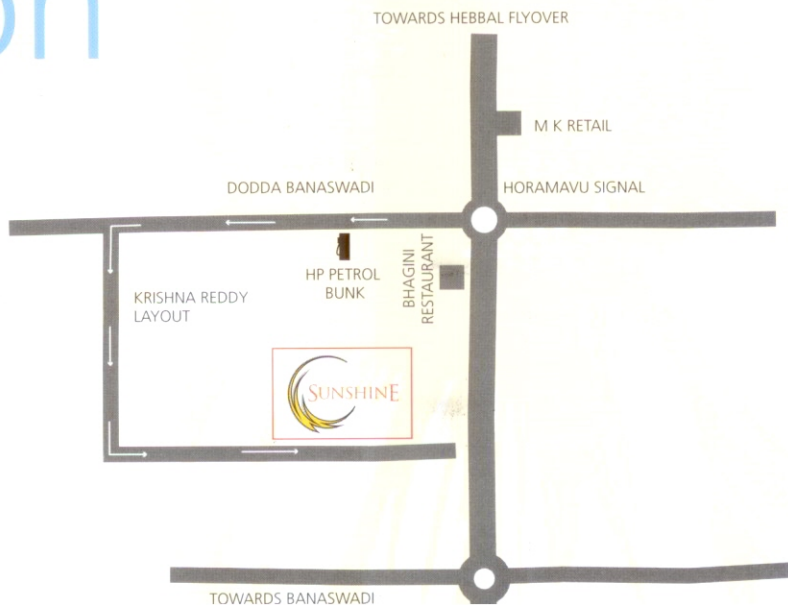 on
TOWARDS HEBBAL FLYOVER
M K RETAIL
DODDA BANASWADI
HORAMAVU SIGNAL
HP PETROL
BUNK
BHAGINI
RESTAURANT
KRISHNA REDDY
LAYOUT
SUNSHINE
TOWARDS BANASWADI